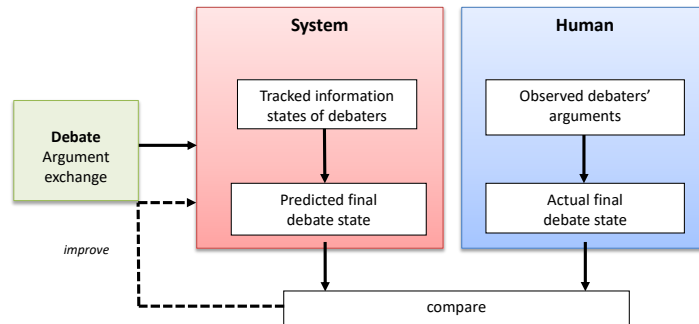 System
Human
Tracked information
states of debaters
Observed debaters’
arguments
Debate
Argument
exchange
Predicted final
debate state
Actual final
debate state
improve
compare